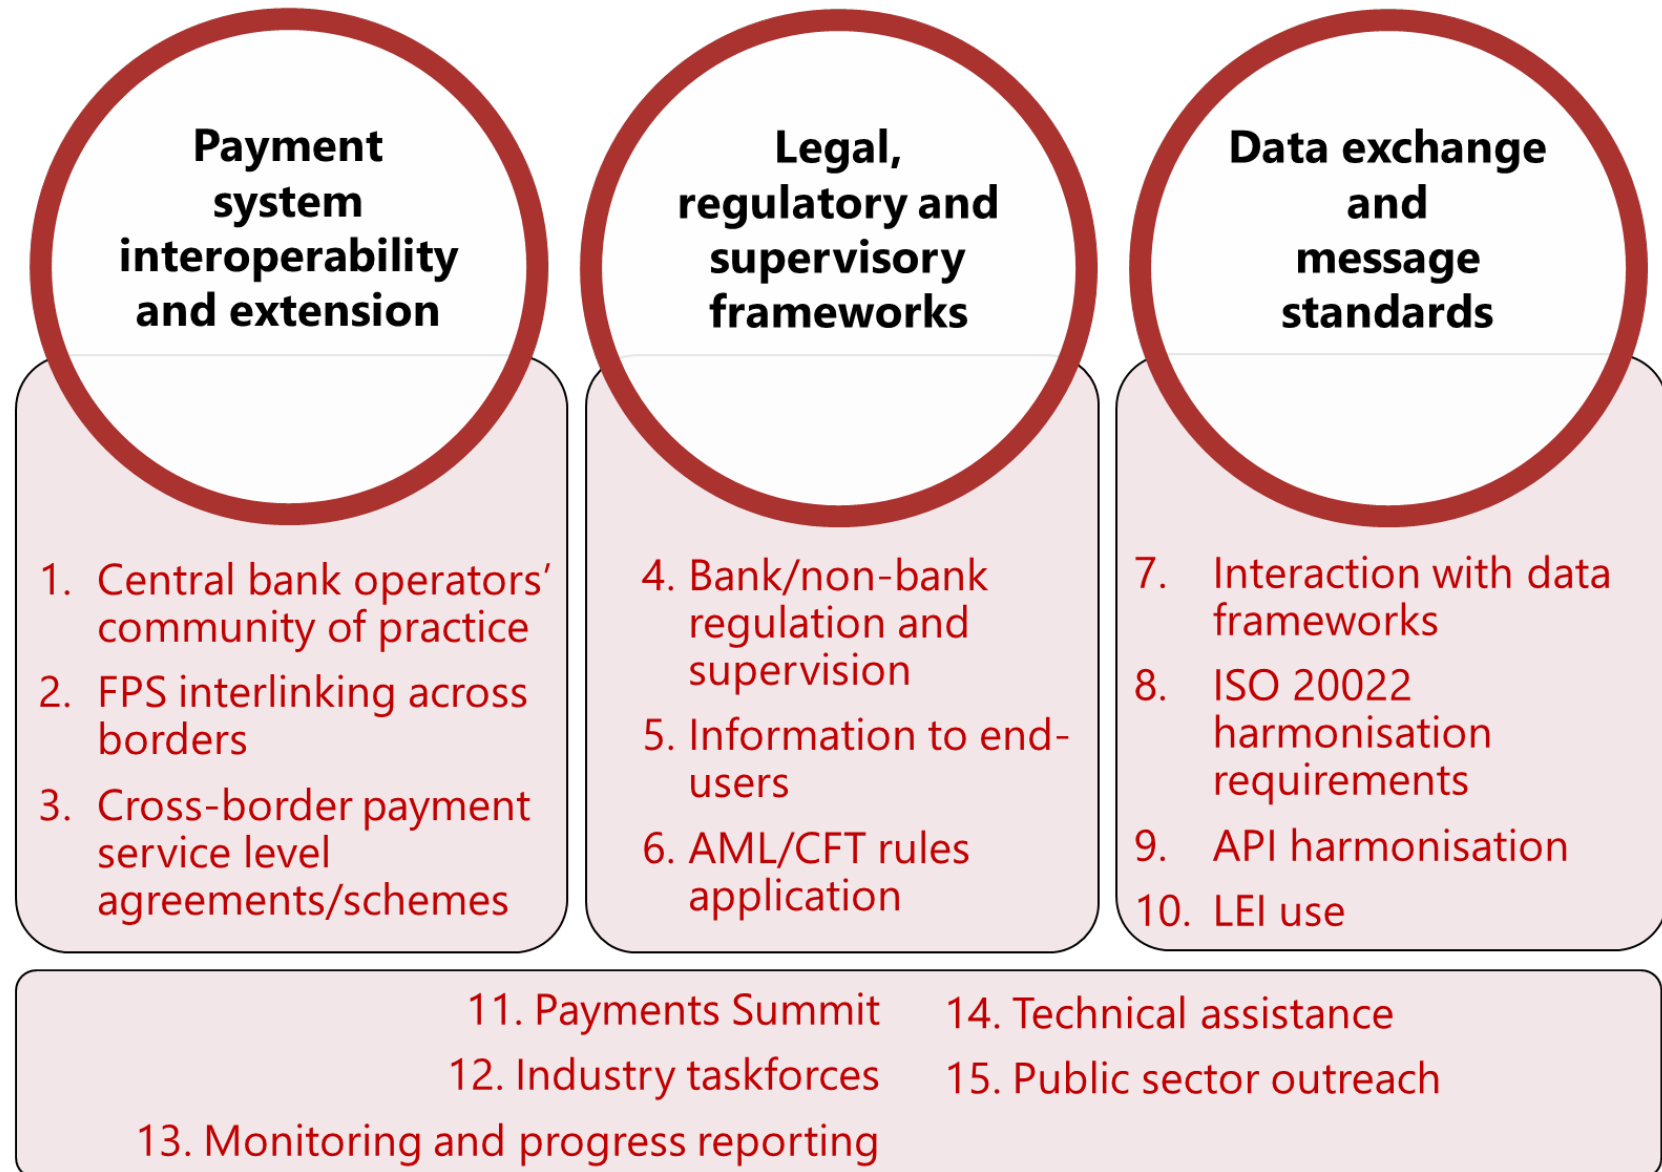 Payment
system
interoperability
and extension
Legal,
regulatory and
supervisory
frameworks
Data exchange
and
message
standards
1. Central bank operators’
community of practice
2. FPS interlinking across
borders
3. Cross-border payment
service level
agreements/schemes
4. Bank/non-bank
regulation and
supervision
5. Information to end-
users
6. AML/CFT rules
application
7. Interaction with data
frameworks
8. ISO 20022
harmonisation
requirements
9. API harmonisation
10. LEI use
11. Payments Summit
12. Industry taskforces
13. Monitoring and progress reporting
14. Technical assistance
15. Public sector outreach